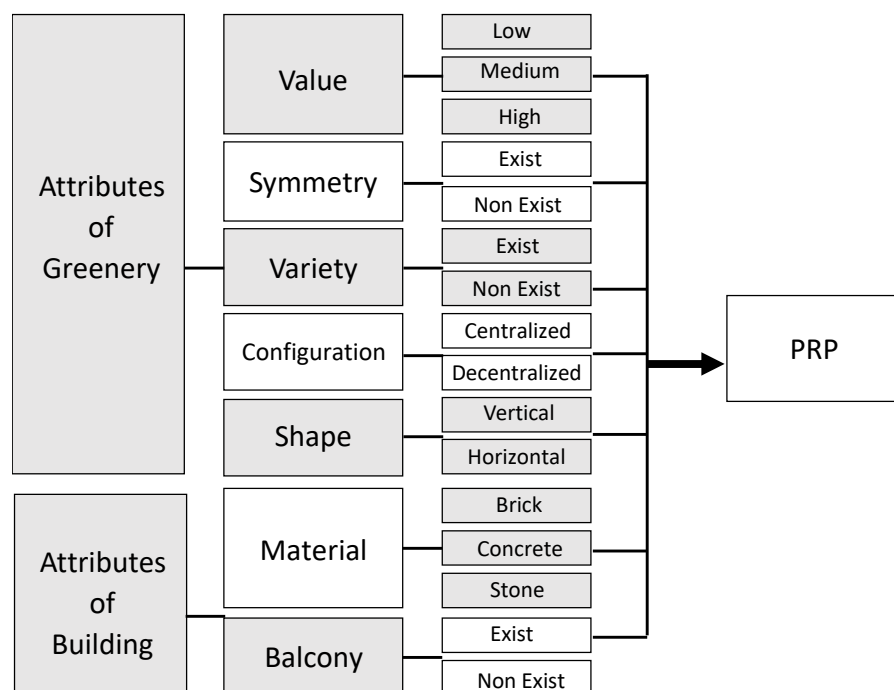 Attributes
of
Greenery
Value
Low
Medium
High
Symmetry
Exist
Non Exist
Variety
Exist
Non Exist
Configuration
Centralized
Decentralized
Shape
Vertical
Horizontal
Attributes
of
Building
Material
Brick
Concrete
Stone
Balcony
Exist
Non Exist
PRP